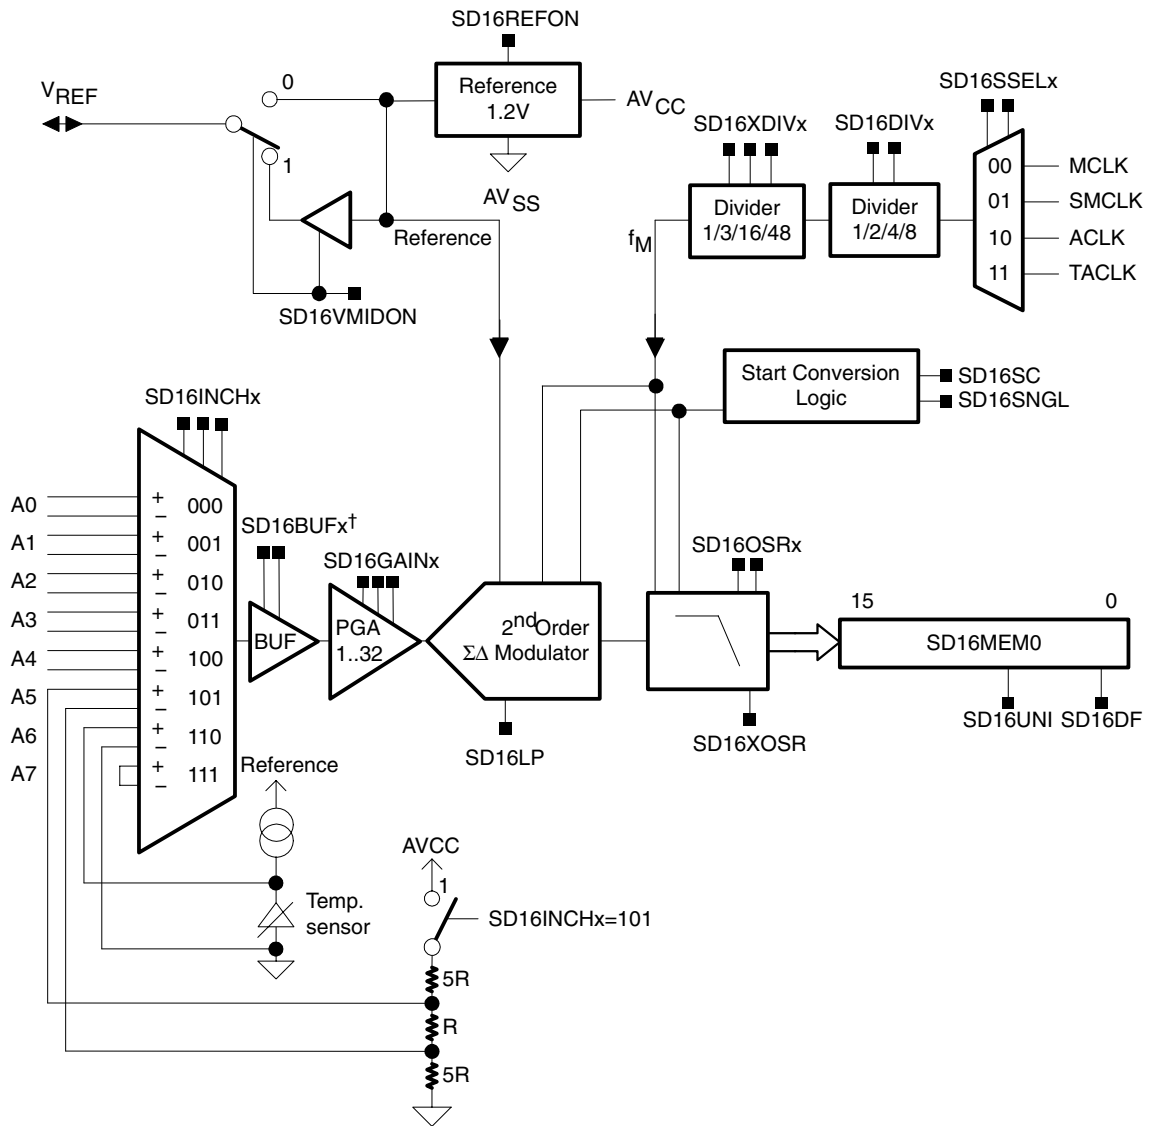 SD16REFON
VREF
0
1
Reference
1.2V
AVCC
AVSS
Reference
SD16VMIDON
SD16SSELx
SD16XDIVx
SD16DIVx
Divider
1/3/16/48
Divider
1/2/4/8
fM
00
01
10
11
MCLK
SMCLK
ACLK
TACLK
Start Conversion
Logic
SD16SC
SD16SNGL
SD16INCHx
A0
A1
A2
A3
A4
A5
A6
A7
+ − 000
+ − 001
+ − 010
+ − 011
+ − 100
+ − 101
+ − 110
+ − 111
SD16BUFx†
BUF
SD16GAINx
PGA
1..32
2nd Order
ΣΔ Modulator
SD16LP
SD16OSRx
SD16XOSR
15
0
SD16MEM0
SD16UNI
SD16DF
Reference
Temp.
sensor
AVCC
1
SD16INCHx=101
5R
R
5R